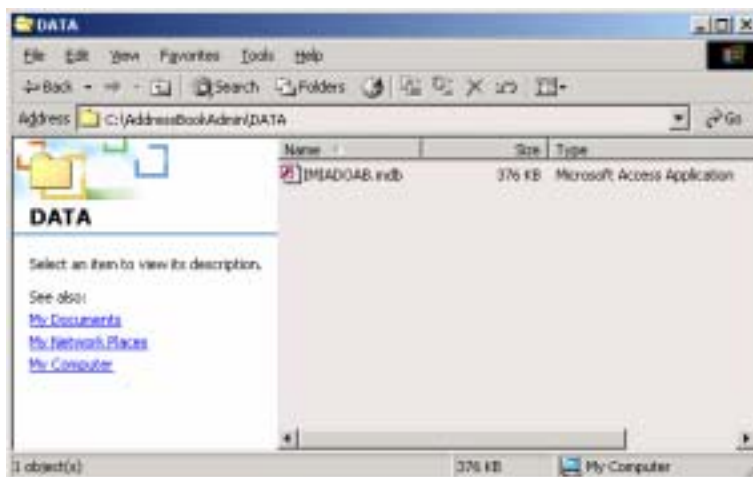 DATA
File Edit View Favorites Tools Help
Back Search Folders
Address C:\AddressBookAdmin\DATA Go
Name Size Type
IMIADOAB.mdb 376 KB Microsoft Access Application
DATA
Select an item to view its description.
See also:
My Documents
My Network Places
My Computer
1 object(s) 376 KB My Computer